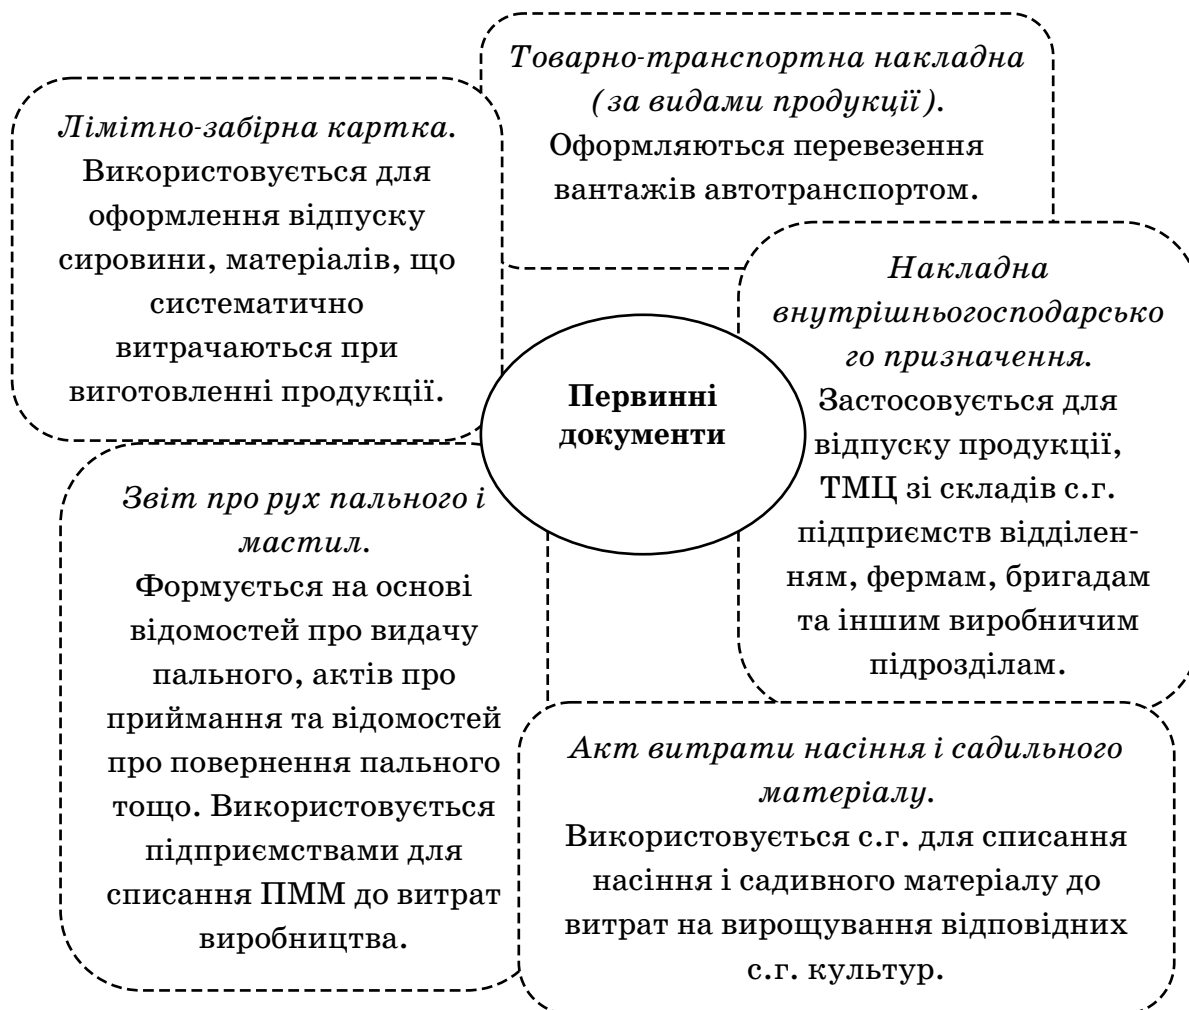 Товарно-транспортна накладна
(за видами продукції).
Оформляються перевезення
вантажів автотранспортом.
Лімітно-забірна картка.
Використовується для
оформлення відпуску
сировини, матеріалів, що
систематично
витрачаються при
виготовленні продукції.
Накладна
внутрішньогосподарсько
го призначення.
Застосовується для
відпуску продукції,
ТМЦ зі складів с.г.
підприємств відділен-
ням, фермам, бригадам
та іншим виробничим
підрозділам.
Первинні
документи
Звіт про рух пального і
мастил.
Формується на основі
відомостей про видачу
пального, актів про
приймання та відомостей
про повернення пального
тощо. Використовується
підприємствами для
списання ПММ до витрат
виробництва.
Акт витрати насіння і садильного
матеріалу.
Використовується с.г. для списання
насіння і садивного матеріалу до
витрат на вирощування відповідних
с.г. культур.